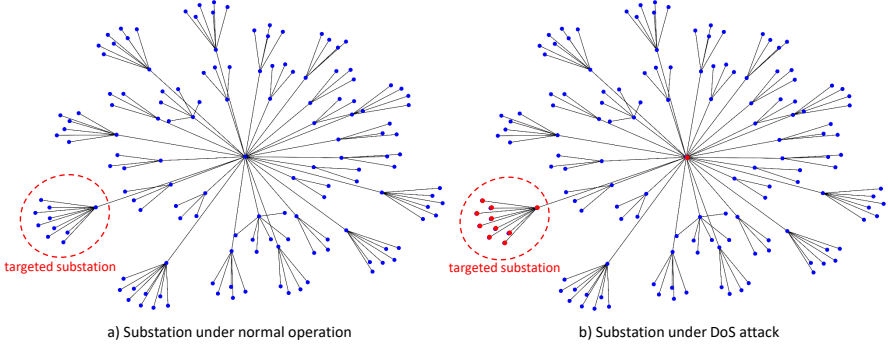 targeted substation
targeted substation
a) Substation under normal operation
b) Substation under DoS attack